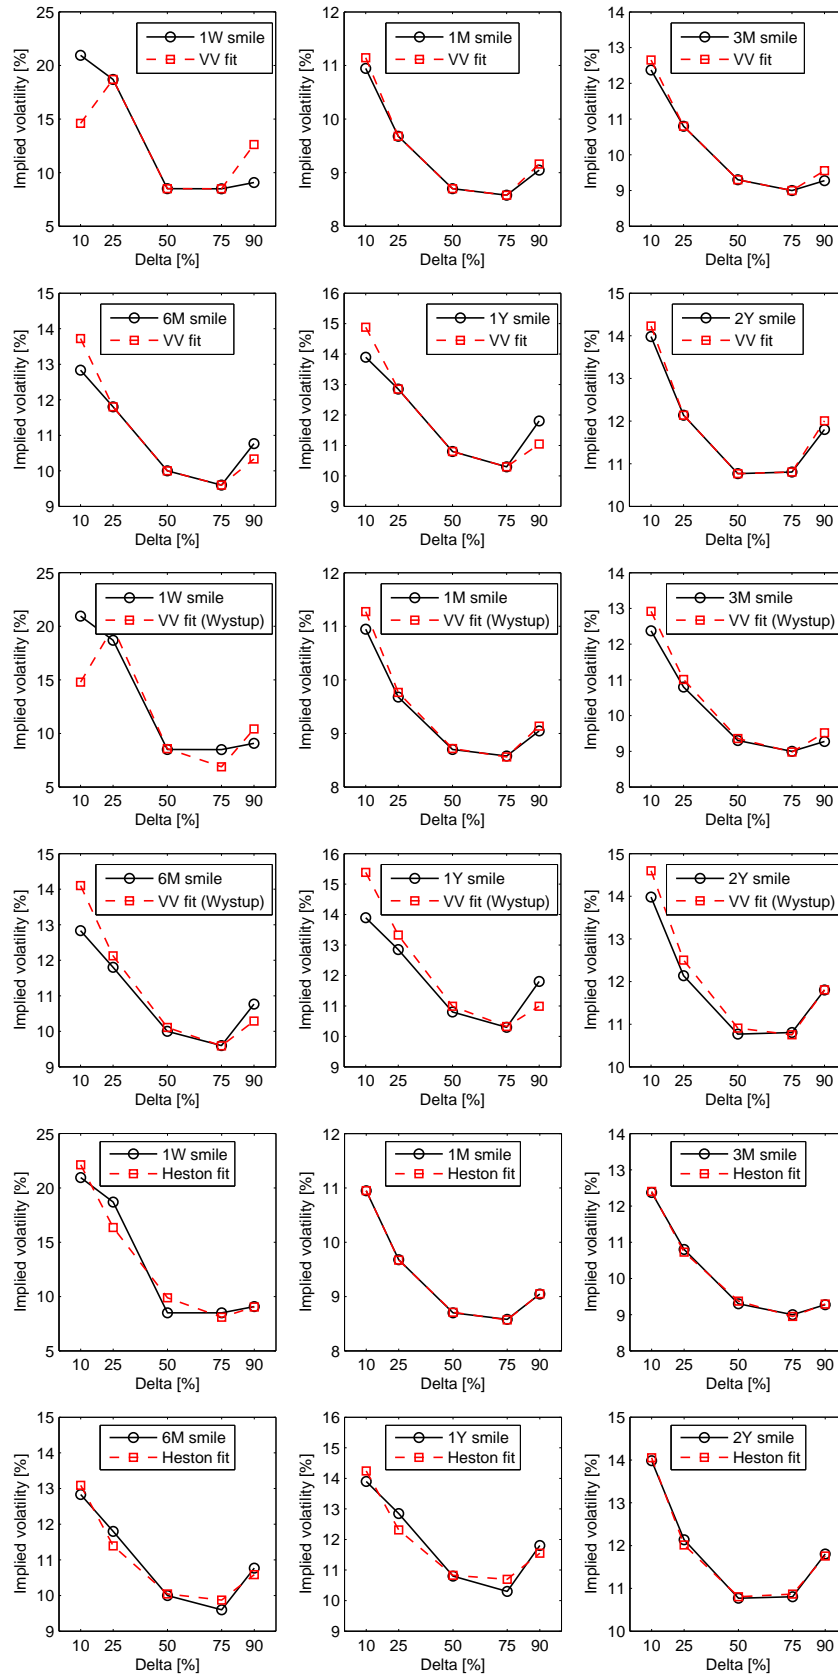 1W smile
VV fit
25
20
15
10
5
Implied volatility [%]
10 25 50 75 90
Delta [%]
1M smile
VV fit
12
11
10
9
8
Implied volatility [%]
10 25 50 75 90
Delta [%]
3M smile
VV fit
14
13
12
11
10
9
8
Implied volatility [%]
10 25 50 75 90
Delta [%]
6M smile
VV fit
15
14
13
12
11
10
9
Implied volatility [%]
10 25 50 75 90
Delta [%]
1Y smile
VV fit
16
15
14
13
12
11
10
9
Implied volatility [%]
10 25 50 75 90
Delta [%]
2Y smile
VV fit
15
14
13
12
11
10
Implied volatility [%]
10 25 50 75 90
Delta [%]
1W smile
VV fit (Wystup)
25
20
15
10
5
Implied volatility [%]
10 25 50 75 90
Delta [%]
1M smile
VV fit (Wystup)
12
11
10
9
8
Implied volatility [%]
10 25 50 75 90
Delta [%]
3M smile
VV fit (Wystup)
14
13
12
11
10
9
8
Implied volatility [%]
10 25 50 75 90
Delta [%]
6M smile
VV fit (Wystup)
15
14
13
12
11
10
9
Implied volatility [%]
10 25 50 75 90
Delta [%]
1Y smile
VV fit (Wystup)
16
15
14
13
12
11
10
9
Implied volatility [%]
10 25 50 75 90
Delta [%]
2Y smile
VV fit (Wystup)
15
14
13
12
11
10
Implied volatility [%]
10 25 50 75 90
Delta [%]
1W smile
Heston fit
25
20
15
10
5
Implied volatility [%]
10 25 50 75 90
Delta [%]
1M smile
Heston fit
12
11
10
9
8
Implied volatility [%]
10 25 50 75 90
Delta [%]
3M smile
Heston fit
14
13
12
11
10
9
8
Implied volatility [%]
10 25 50 75 90
Delta [%]
6M smile
Heston fit
15
14
13
12
11
10
9
Implied volatility [%]
10 25 50 75 90
Delta [%]
1Y smile
Heston fit
16
15
14
13
12
11
10
9
Implied volatility [%]
10 25 50 75 90
Delta [%]
2Y smile
Heston fit
15
14
13
12
11
10
Implied volatility [%]
10 25 50 75 90
Delta [%]